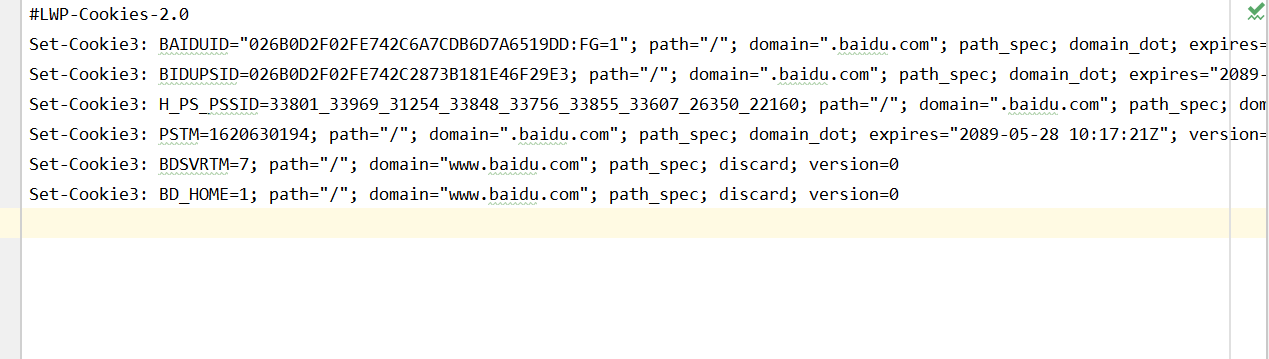 #LWP-Cookies-2.0
Set-Cookie3: BAIDUID="026B0D2F02FE742C6A7CDB6D7A6519DD:FG=1"; path="/"; domain=".baidu.com"; path_spec; domain_dot; expires=
Set-Cookie3: BIDUPSID=026B0D2F02FE742C2873B181E46F29E3; path="/"; domain=".baidu.com"; path_spec; domain_dot; expires="2089-
Set-Cookie3: H_PS_PSSID=33801_33969_31254_33848_33756_33855_33607_26350_22160; path="/"; domain=".baidu.com"; path_spec; dom
Set-Cookie3: PSTM=1620630194; path="/"; domain=".baidu.com"; path_spec; domain_dot; expires="2089-05-28 10:17:21Z"; version=
Set-Cookie3: BDSVRTM=7; path="/"; domain="www.baidu.com"; path_spec; discard; version=0
Set-Cookie3: BD_HOME=1; path="/"; domain="www.baidu.com"; path_spec; discard; version=0